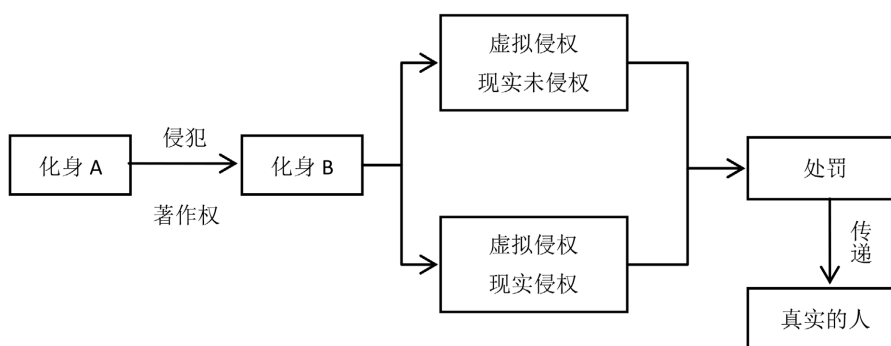 虚拟侵权
现实未侵权
化身 A
侵犯
著作权
化身 B
虚拟侵权
现实侵权
处罚
传递
真实的人